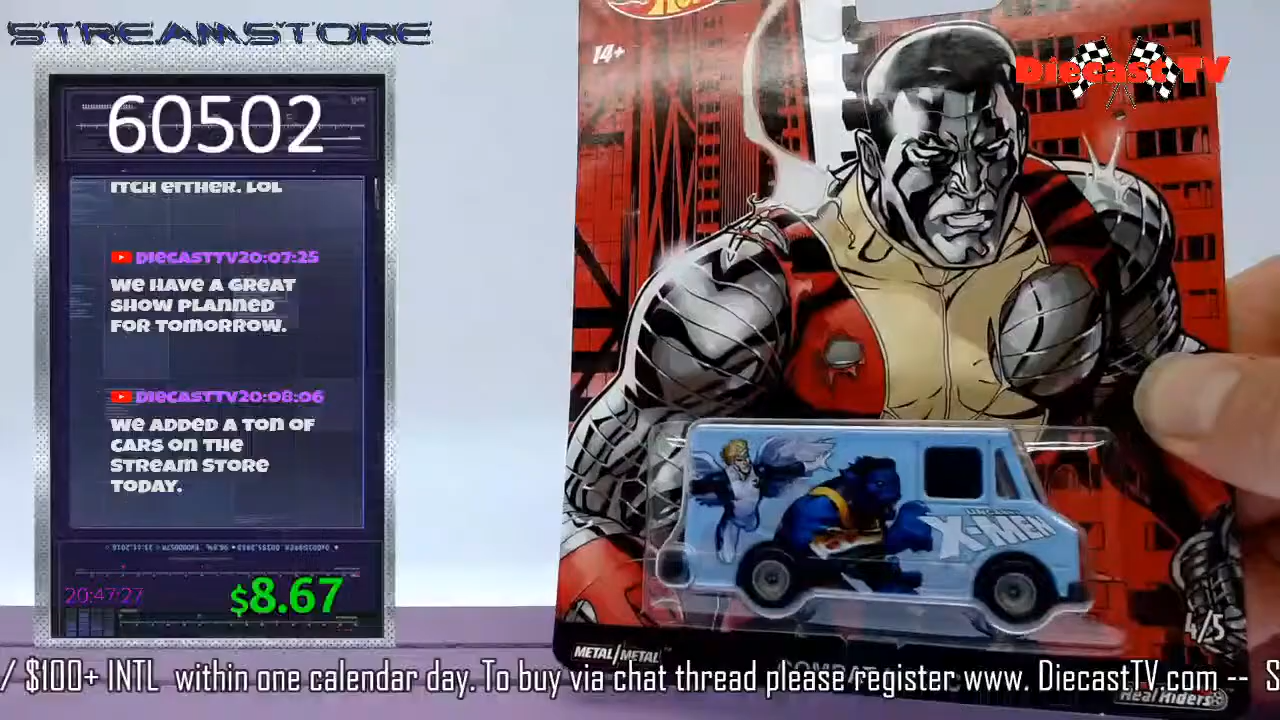 STREAMSTORE
60502
ITCH EITHER. LOL
DIECASTTV20:07:25
WE HAVE A GREAT
SHOW PLANNED
FOR TOMORROW.
DIECASTTV20:08:06
WE ADDED A TON OF
CARS ON THE
STREAM STORE
TODAY.
20:47:27
$8.67
14+
Diecast TV
UNCANNY
X-MEN
4/5
METAL/METAL
Real Riders
/ $100+ INTL within one calendar day. To buy via chat thread please register www. DiecastTV.com -- S